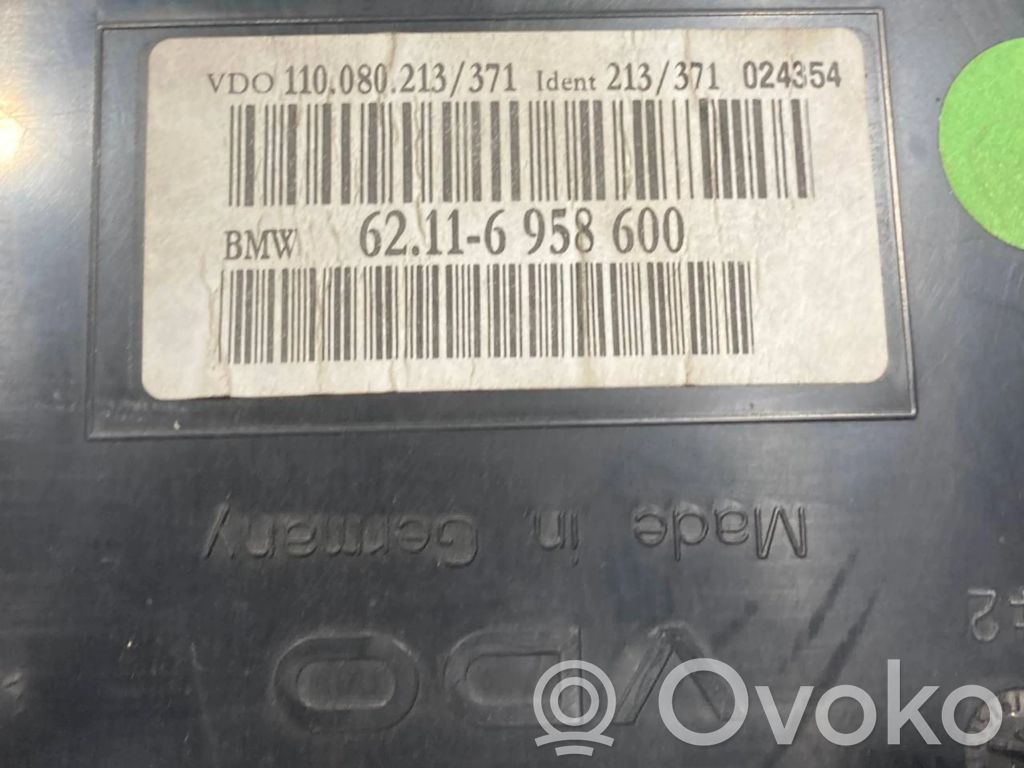 VDO 110.080.213/371 Ident 213/371 024354
BMW 62.11-6 958 600
Made in Germany
VDO
Ovoko